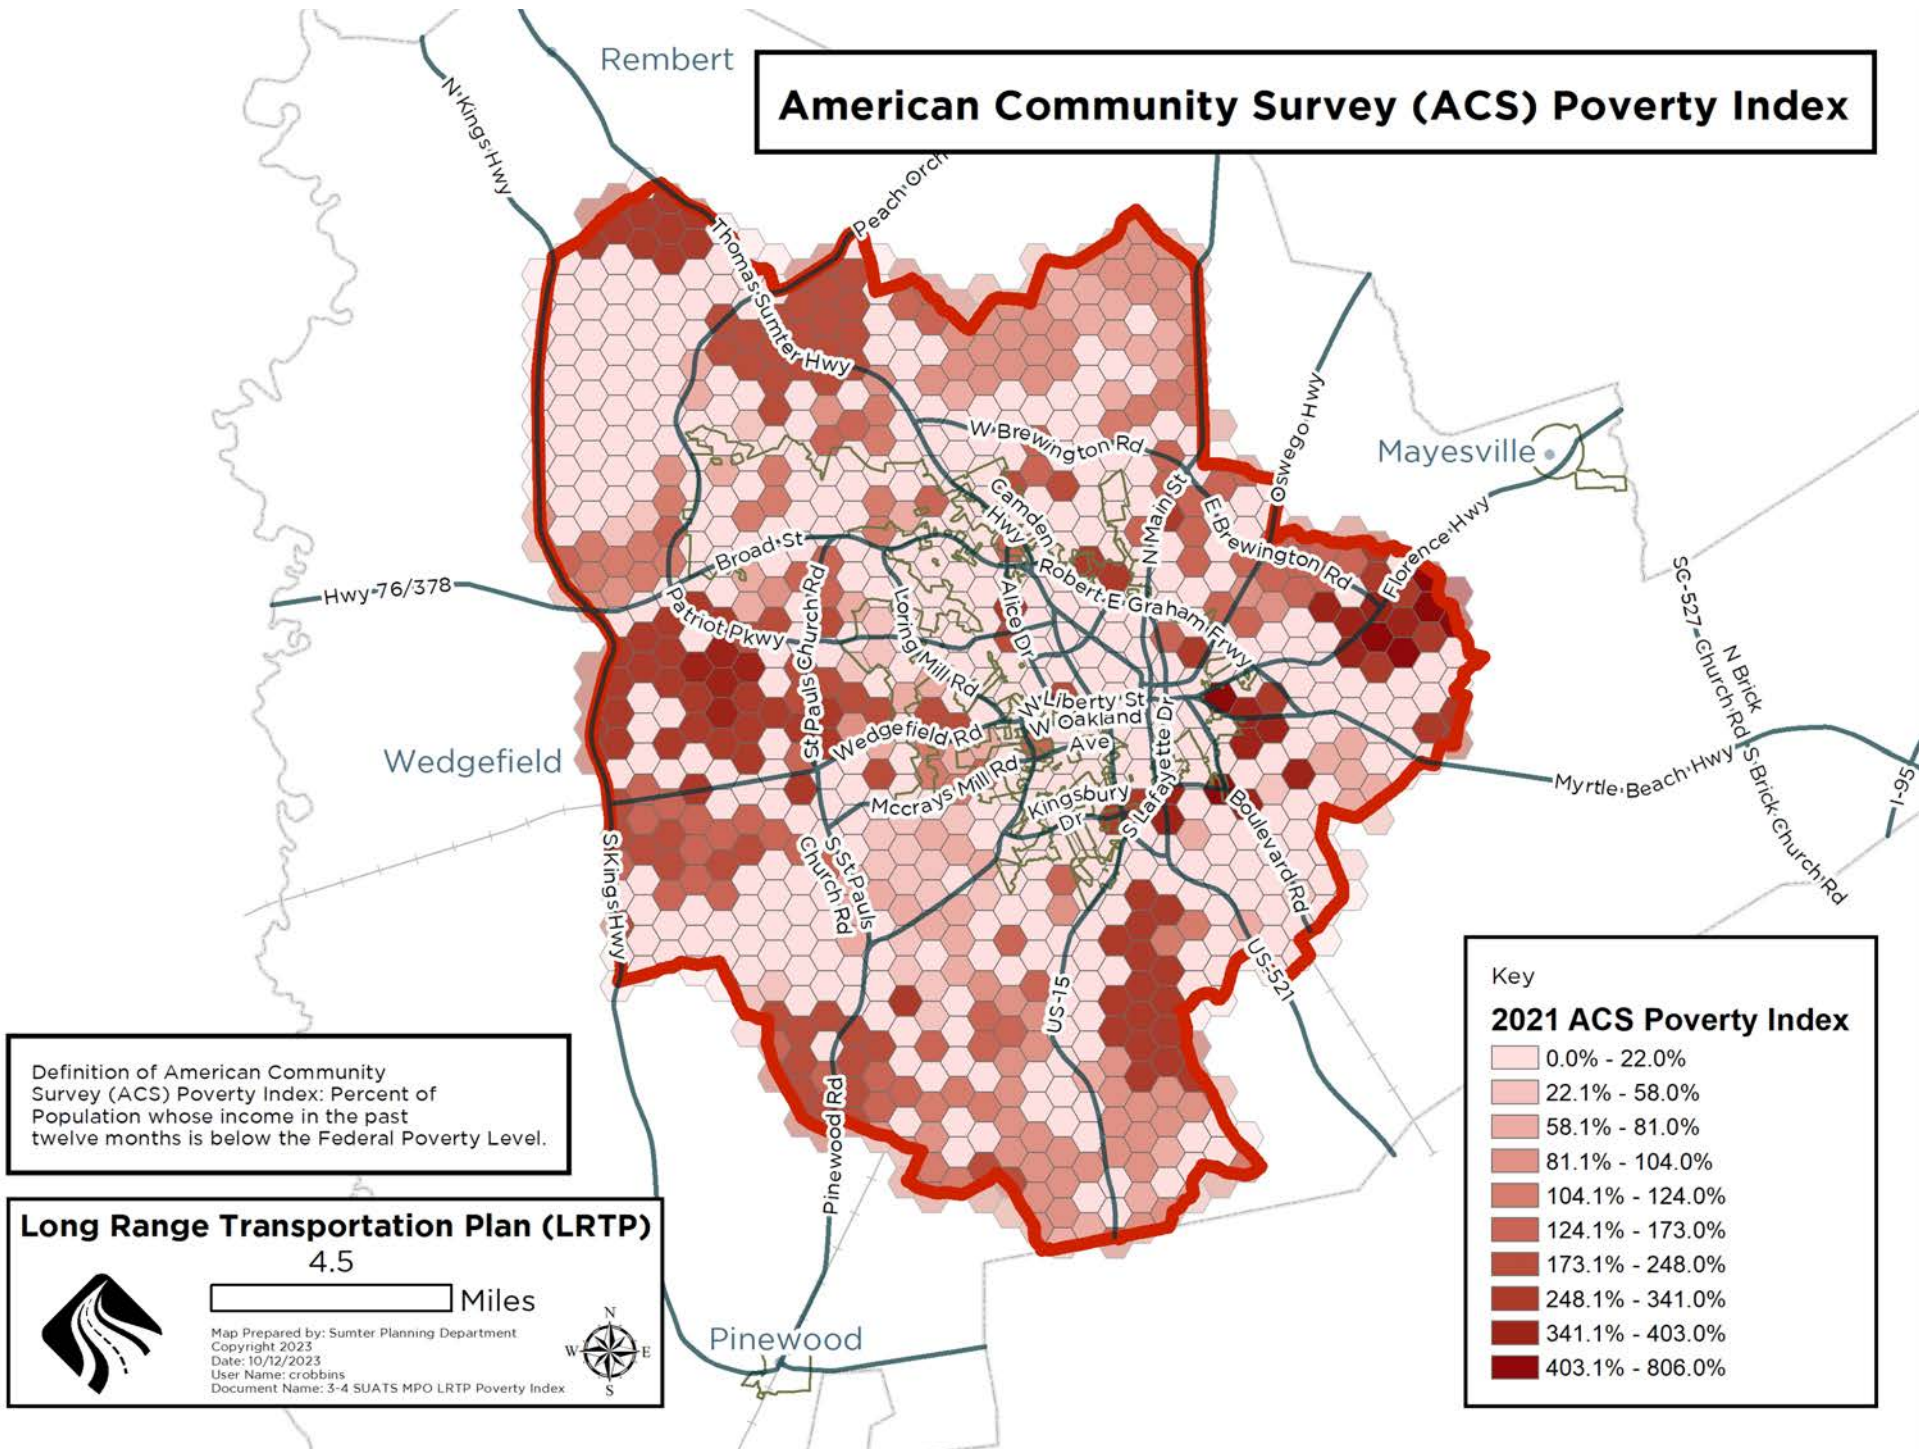 Rembert
American Community Survey (ACS) Poverty Index
N Kings Hwy
Peach Orch
Thomas Sumter Hwy
W Brewington Rd
Oswego Hwy
Mayesville
Camden
Hwy
N Main St
E Brewington Rd
Florence Hwy
Broad St
Hwy 76/378
Patriot Pkwy
St Pauls Church Rd
Loring Mill Rd
Alice Dr
Robert E Graham Frwy
SC-527
Church Rd
N Brick
S Brick Church Rd
W Liberty St
W Oakland
Ave
Wedgefield
Wedgefield Rd
Mccrays Mill Rd
Kingsbury
Dr
S Lafayette Dr
Boulevard Rd
Myrtle Beach Hwy
I-95
S Kings Hwy
S St Pauls
Church Rd
US-15
US-521
Pinewood Rd
Pinewood
Key
2021 ACS Poverty Index
0.0% - 22.0%
22.1% - 58.0%
58.1% - 81.0%
81.1% - 104.0%
104.1% - 124.0%
124.1% - 173.0%
173.1% - 248.0%
248.1% - 341.0%
341.1% - 403.0%
403.1% - 806.0%
Definition of American Community
Survey (ACS) Poverty Index: Percent of
Population whose income in the past
twelve months is below the Federal Poverty Level.
Long Range Transportation Plan (LRTP)
4.5
Miles
Map Prepared by: Sumter Planning Department
Copyright 2023
Date: 10/12/2023
User Name: crobbins
Document Name: 3-4 SUATS MPO LRTP Poverty Index
N
W E
S